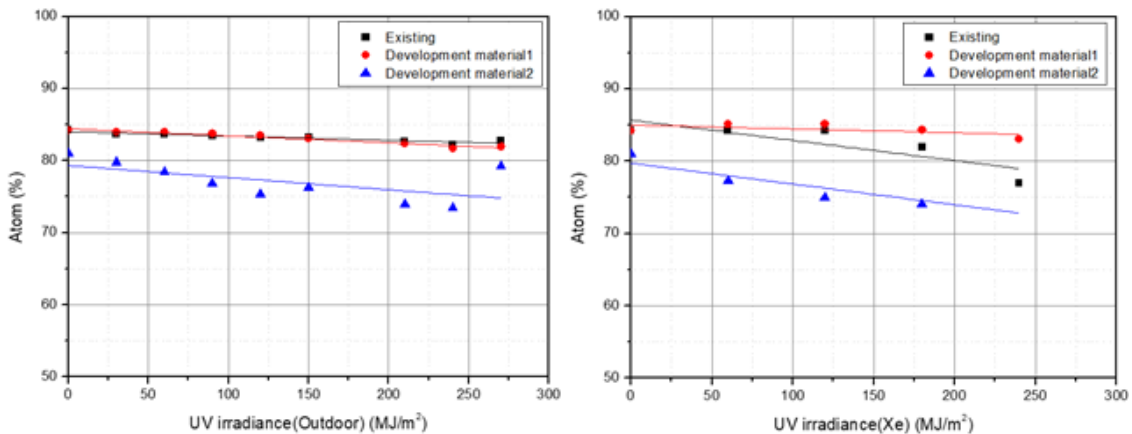 100
90
80
70
60
50
Atom (%)
0
50
100
150
200
250
300
UV irradiance(Outdoor) (MJ/m²)
Existing
Development material1
Development material2
100
90
80
70
60
50
Atom (%)
0
50
100
150
200
250
300
UV irradiance(Xe) (MJ/m²)
Existing
Development material1
Development material2